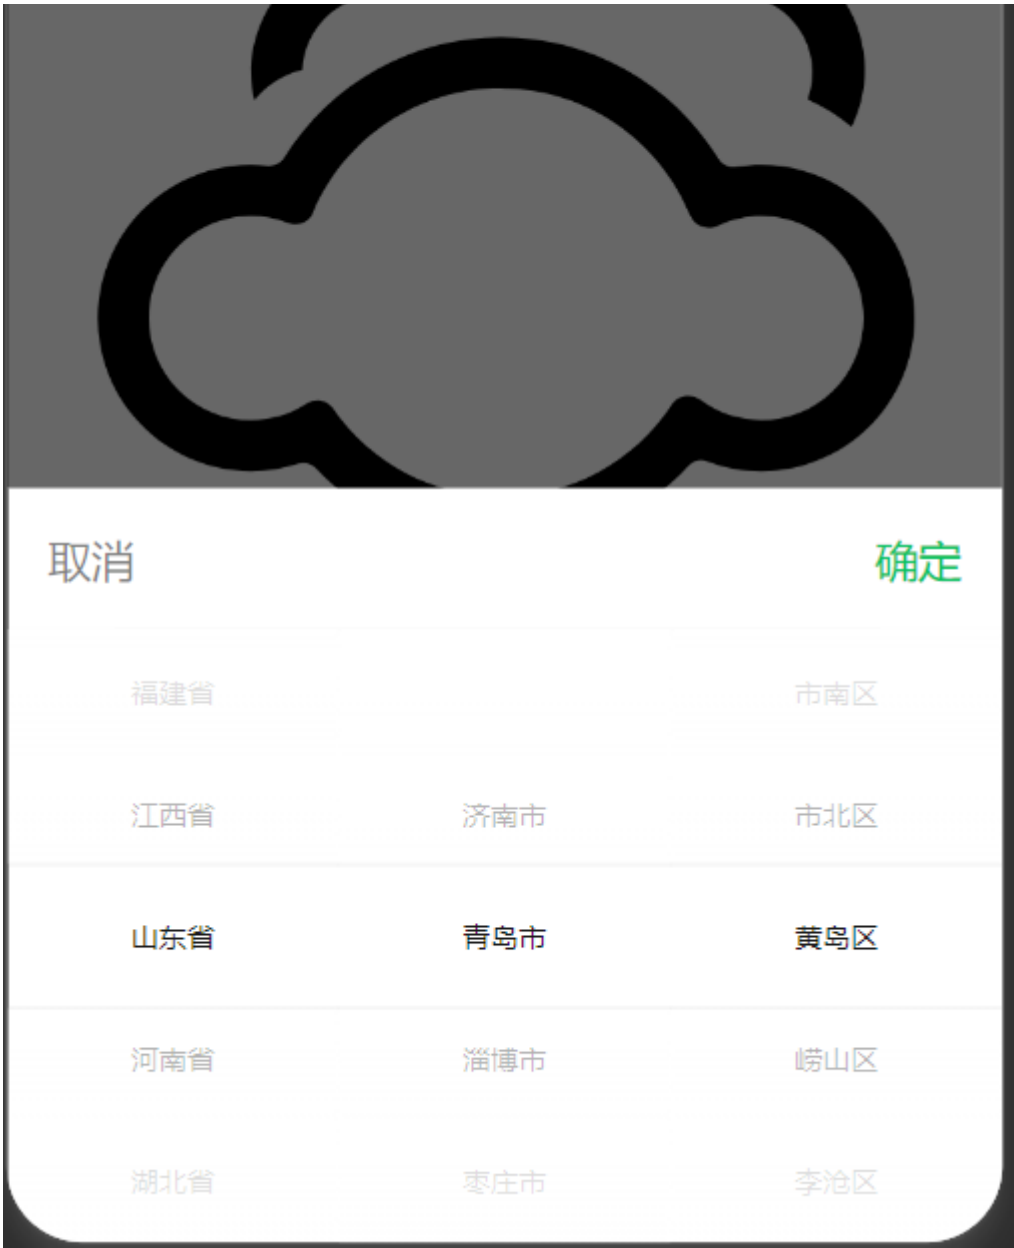 取消 确定
福建省 市南区
江西省 济南市 市北区
山东省 青岛市 黄岛区
河南省 淄博市 崂山区
湖北省 枣庄市 李沧区